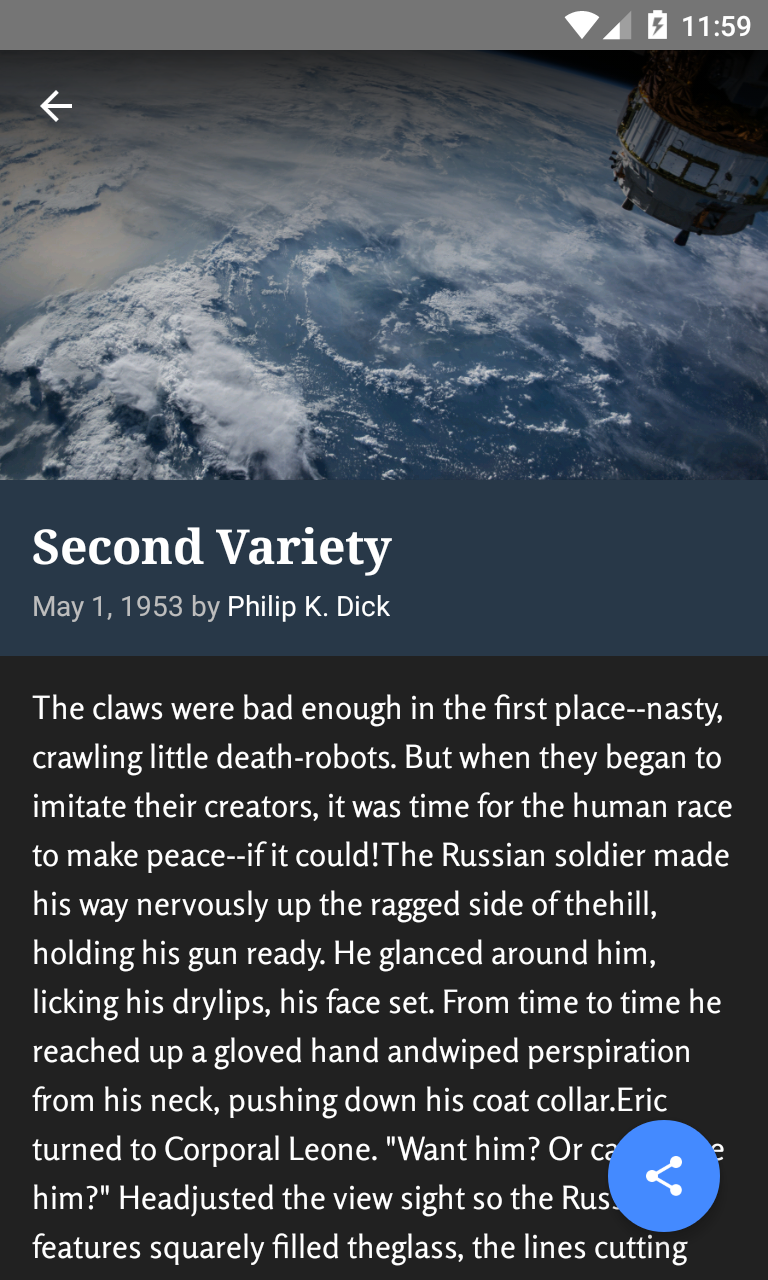 11:59
Second Variety
May 1, 1953 by Philip K. Dick
The claws were bad enough in the first place--nasty,
crawling little death-robots. But when they began to
imitate their creators, it was time for the human race
to make peace--if it could!The Russian soldier made
his way nervously up the ragged side of thehill,
holding his gun ready. He glanced around him,
licking his drylips, his face set. From time to time he
reached up a gloved hand andwiped perspiration
from his neck, pushing down his coat collar.Eric
turned to Corporal Leone. "Want him? Or
him?" Headjusted the view sight so the
features squarely filled theglass, the lines cutting